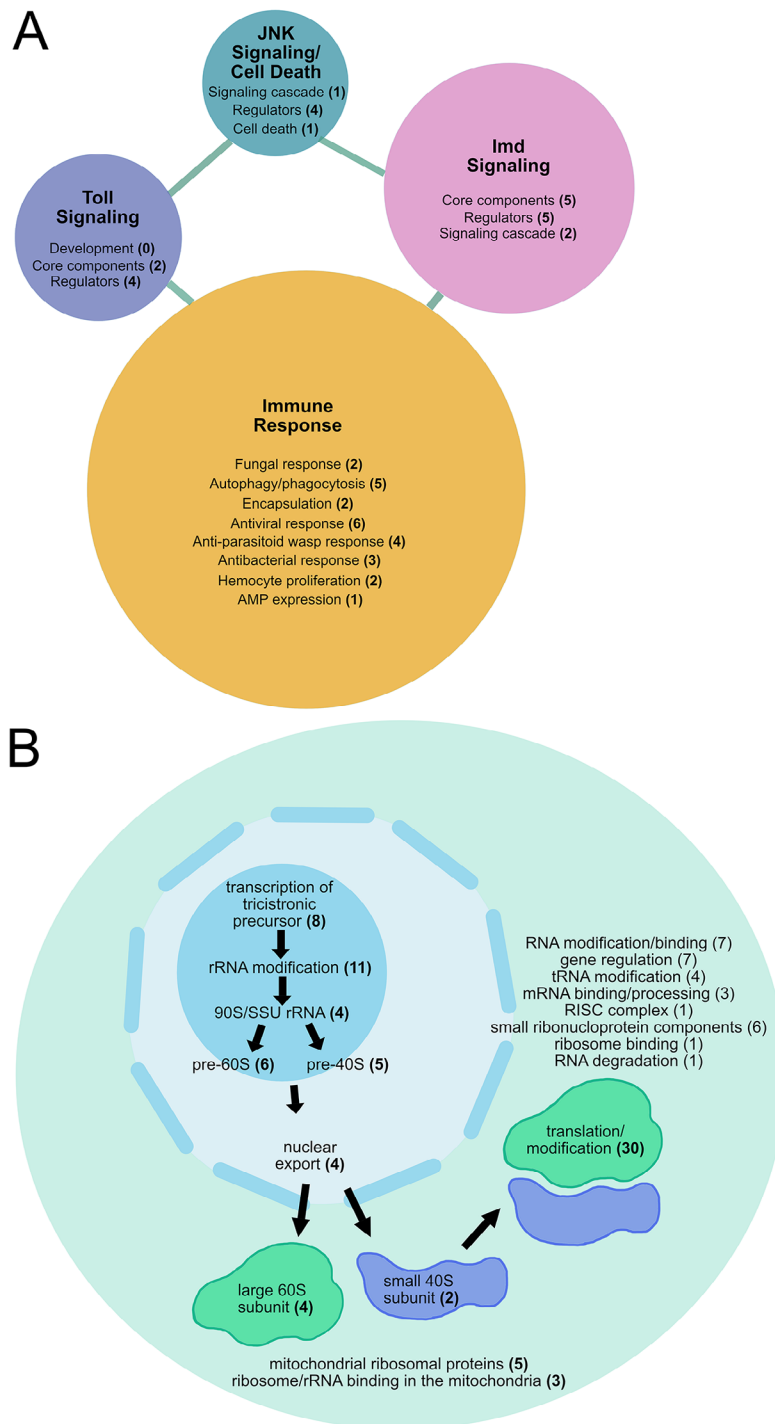 A
JNK
Signaling/
Cell Death
Signaling cascade (1)
Regulators (4)
Cell death (1)
Imd
Signaling
Core components (5)
Regulators (5)
Signaling cascade (2)
Toll
Signaling
Development (0)
Core components (2)
Regulators (4)
Immune
Response
Fungal response (2)
Autophagy/phagocytosis (5)
Encapsulation (2)
Antiviral response (6)
Anti-parasitoid wasp response (4)
Antibacterial response (3)
Hemocyte proliferation (2)
AMP expression (1)
B
transcription of
tricistronic
precursor (8)
rRNA modification (11)
90S/SSU rRNA (4)
pre-60S (6)
pre-40S (5)
nuclear
export (4)
RNA modification/binding (7)
gene regulation (7)
tRNA modification (4)
mRNA binding/processing (3)
RISC complex (1)
small ribonucloprotein components (6)
ribosome binding (1)
RNA degradation (1)
translation/
modification (30)
large 60S
subunit (4)
small 40S
subunit (2)
mitochondrial ribosomal proteins (5)
ribosome/rRNA binding in the mitochondria (3)